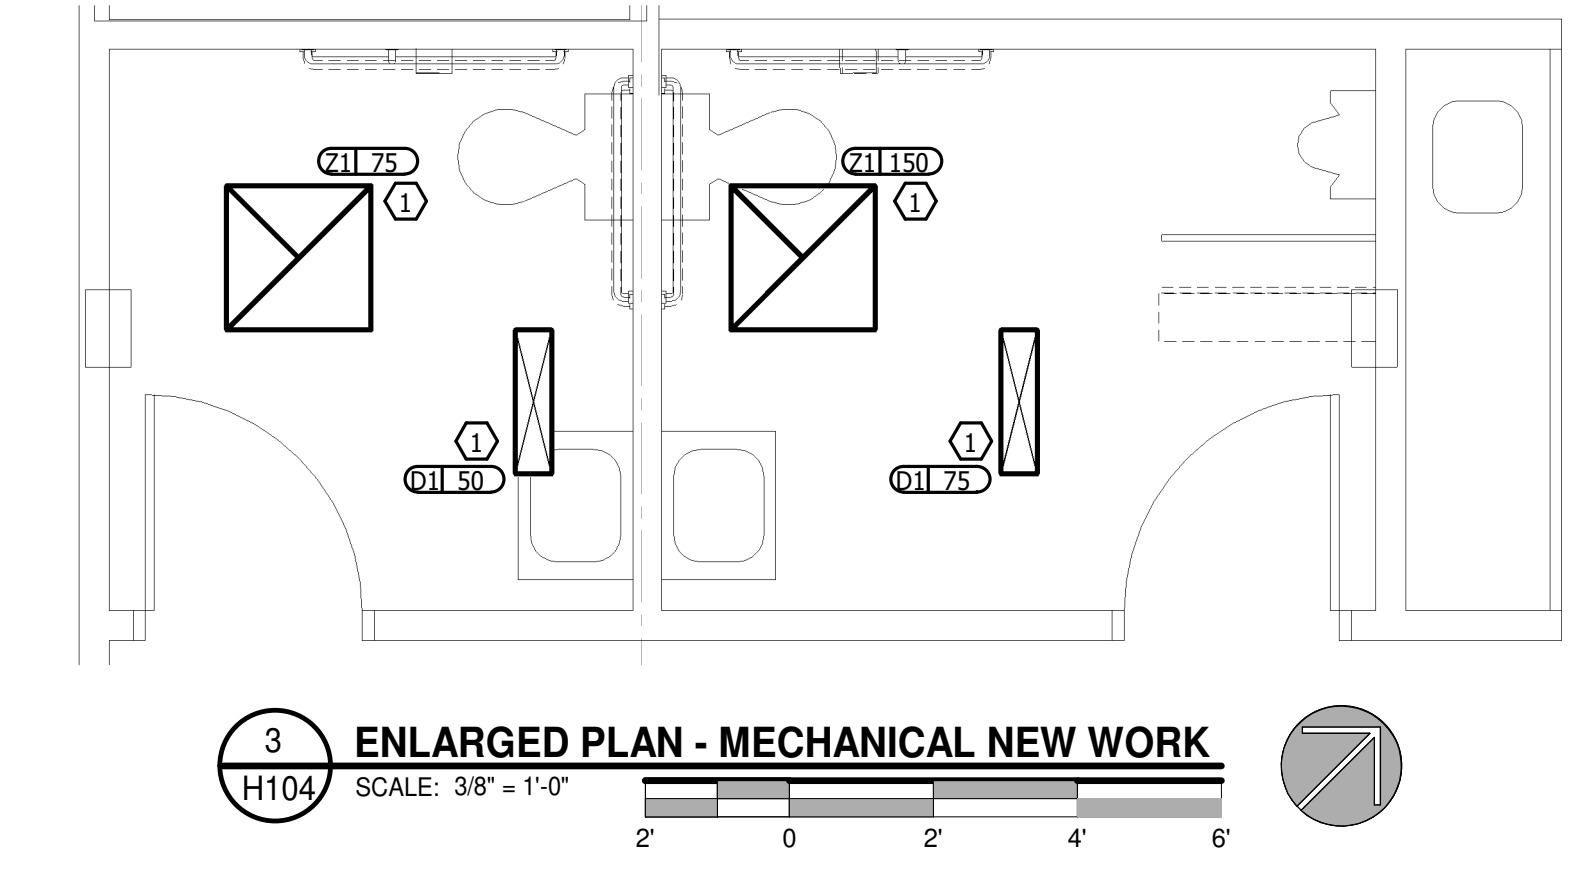 Z1 75
1
Z1 150
1
1
D1 50
1
D1 75
3
H104
ENLARGED PLAN - MECHANICAL NEW WORK
SCALE: 3/8" = 1'-0"
2' 0 2' 4' 6'